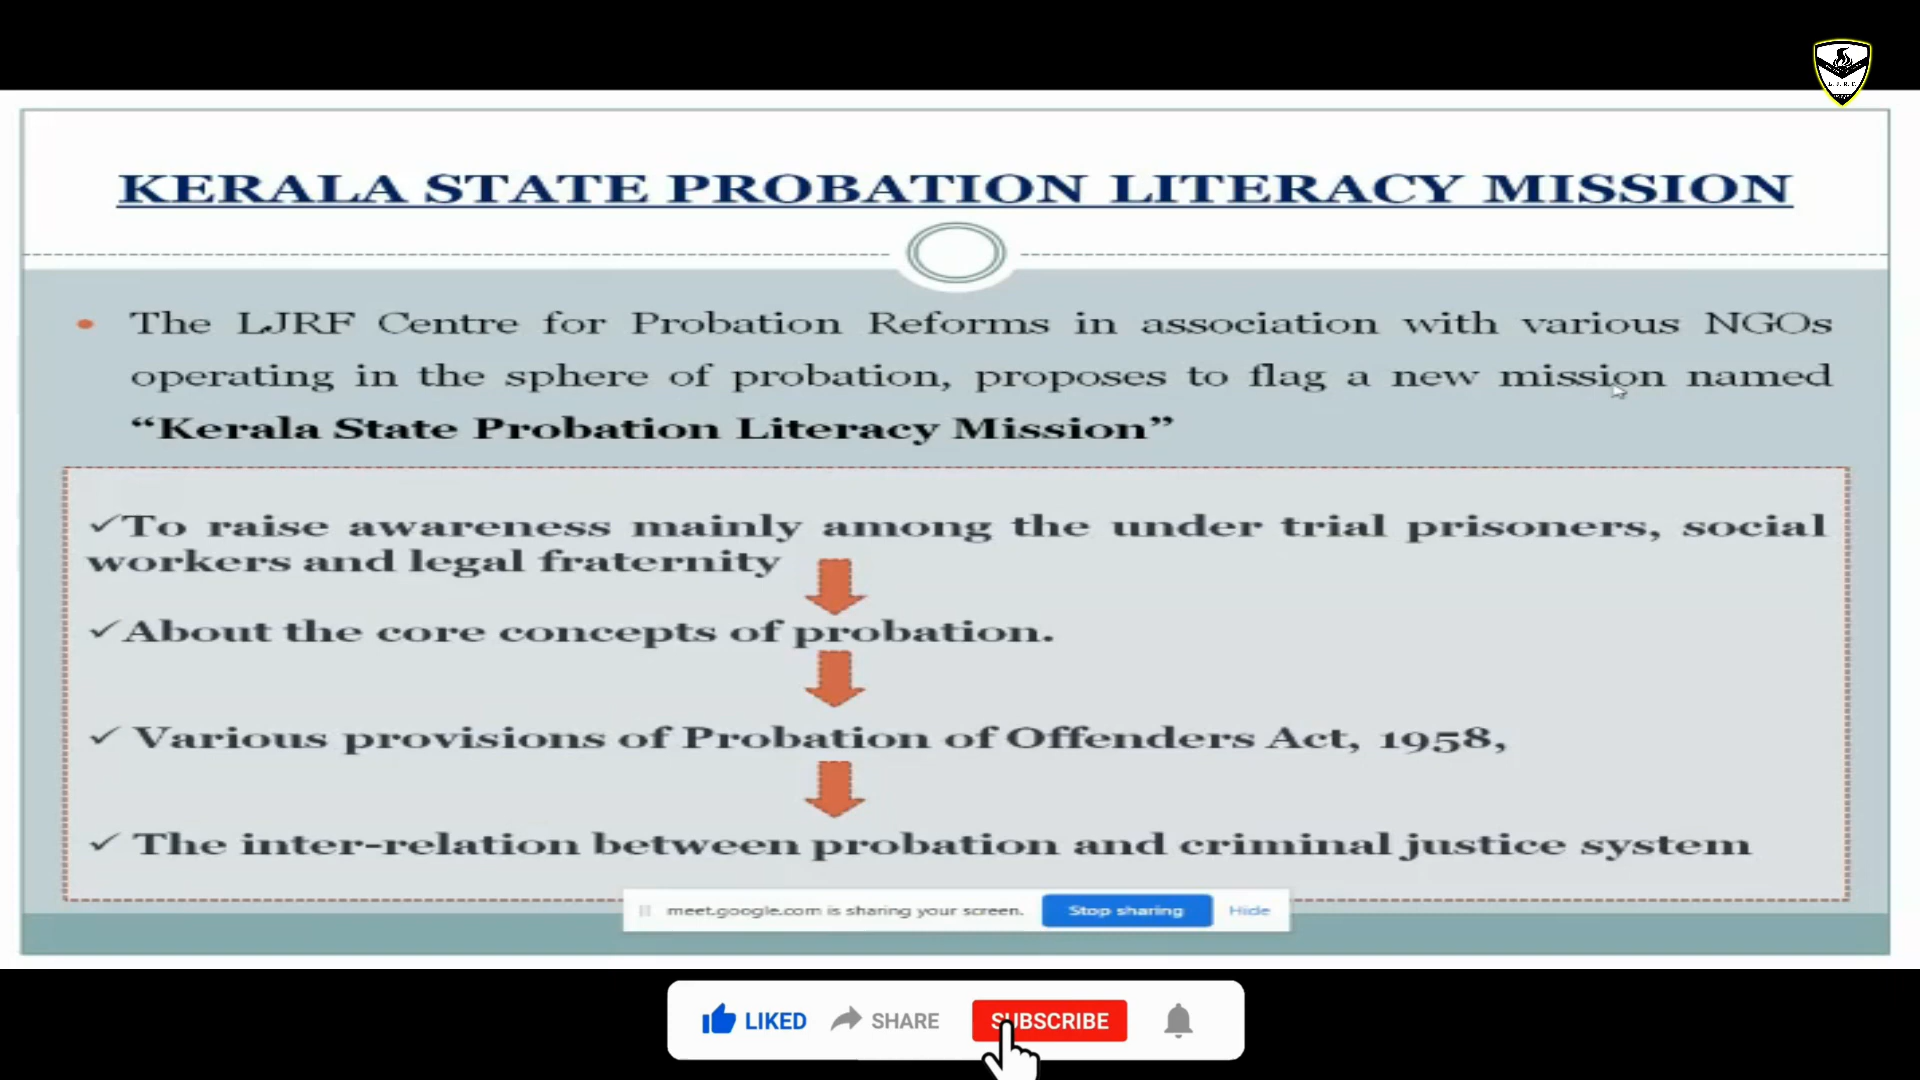 KERALA STATE PROBATION LITERACY MISSION
The LJRF Centre for Probation Reforms in association with various NGOs
operating in the sphere of probation, proposes to flag a new mission named
“Kerala State Probation Literacy Mission”
✓To raise awareness mainly among the under trial prisoners, social
workers and legal fraternity
✓About the core concepts of probation.
✓ Various provisions of Probation of Offenders Act, 1958,
✓ The inter-relation between probation and criminal justice system
meet.google.com is sharing your screen. Stop sharing Hide
LIKED SHARE SUBSCRIBE